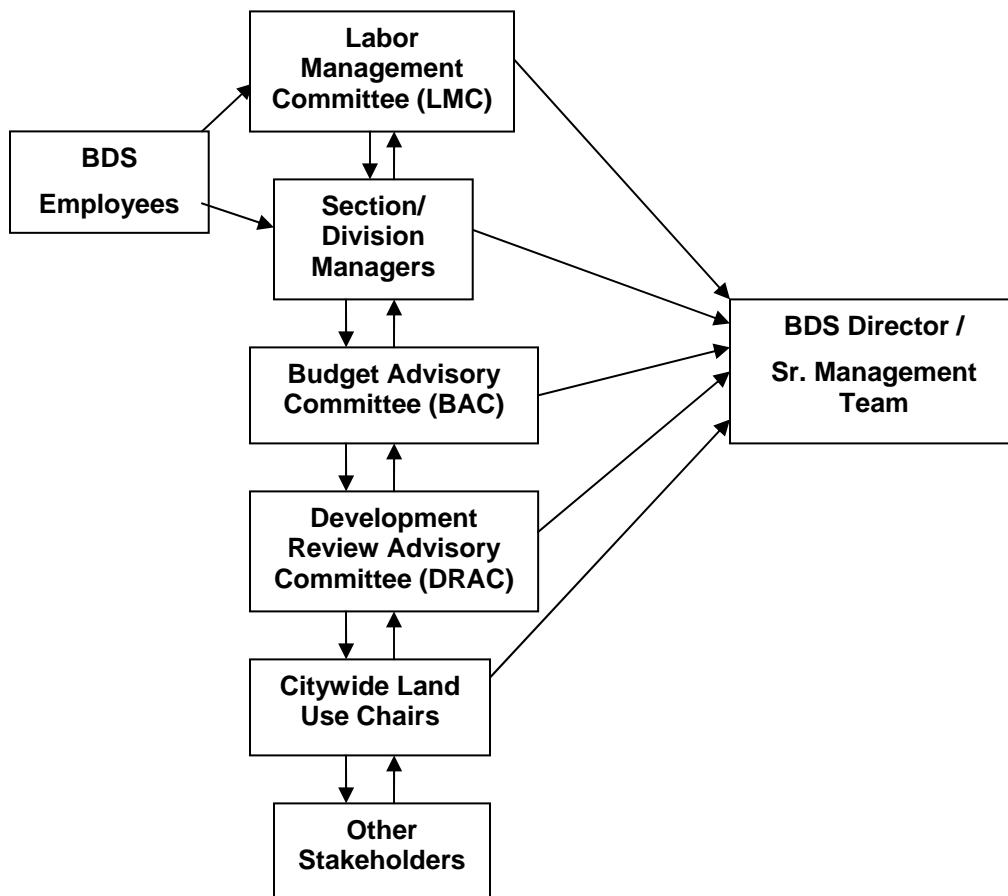 Labor
Management
Committee (LMC)
BDS
Employees
Section/
Division
Managers
BDS Director /
Sr. Management
Team
Budget Advisory
Committee (BAC)
Development
Review Advisory
Committee (DRAC)
Citywide Land
Use Chairs
Other
Stakeholders